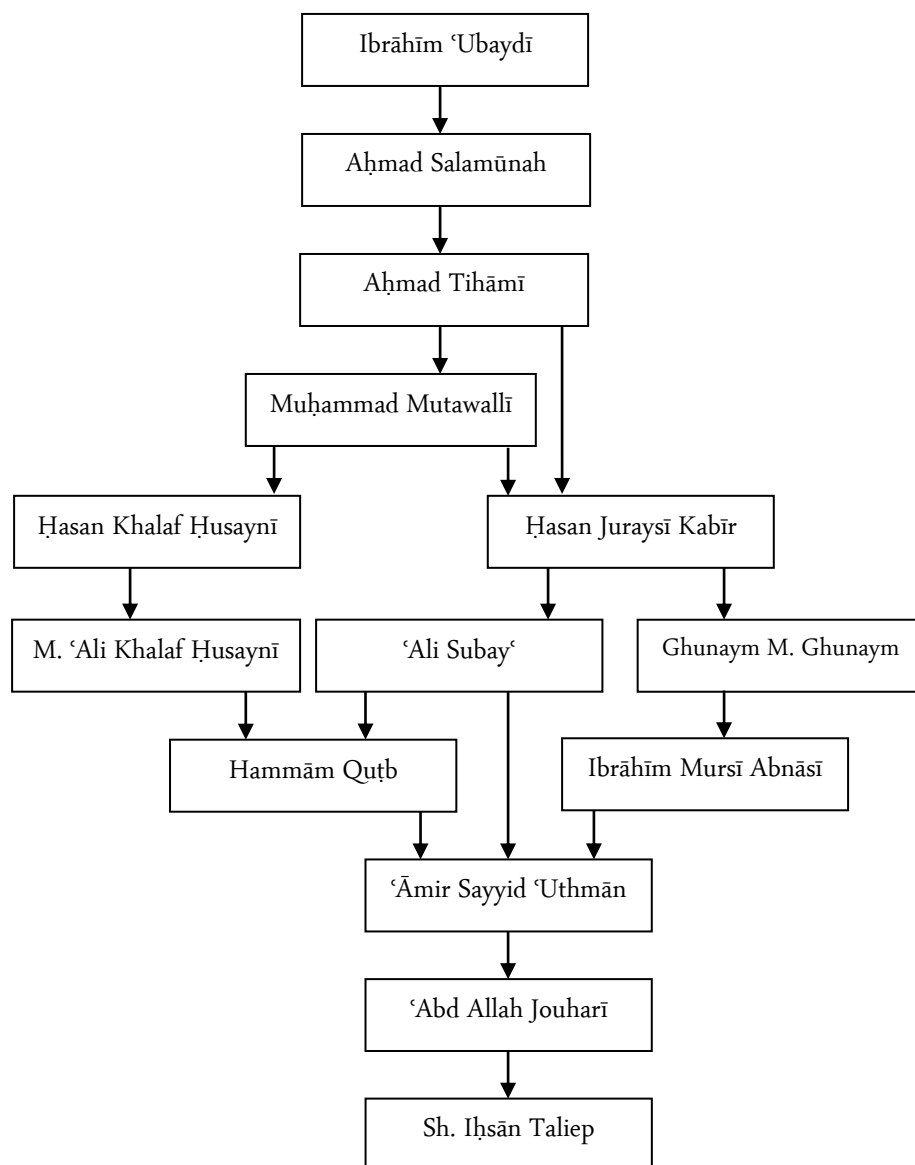 Ibrāhīm ʿUbaydī
Aḥmad Salamūnah
Aḥmad Tihāmī
Muḥammad Mutawallī
Ḥasan Khalaf Ḥusaynī
Ḥasan Juraysī Kabīr
M. ʿAli Khalaf Ḥusaynī
ʿAli Subayʿ
Ghunaym M. Ghunaym
Hammām Quṭb
Ibrāhīm Mursī Abnāsī
ʿĀmir Sayyid ʿUthmān
ʿAbd Allah Jouharī
Sh. Iḥsān Taliep